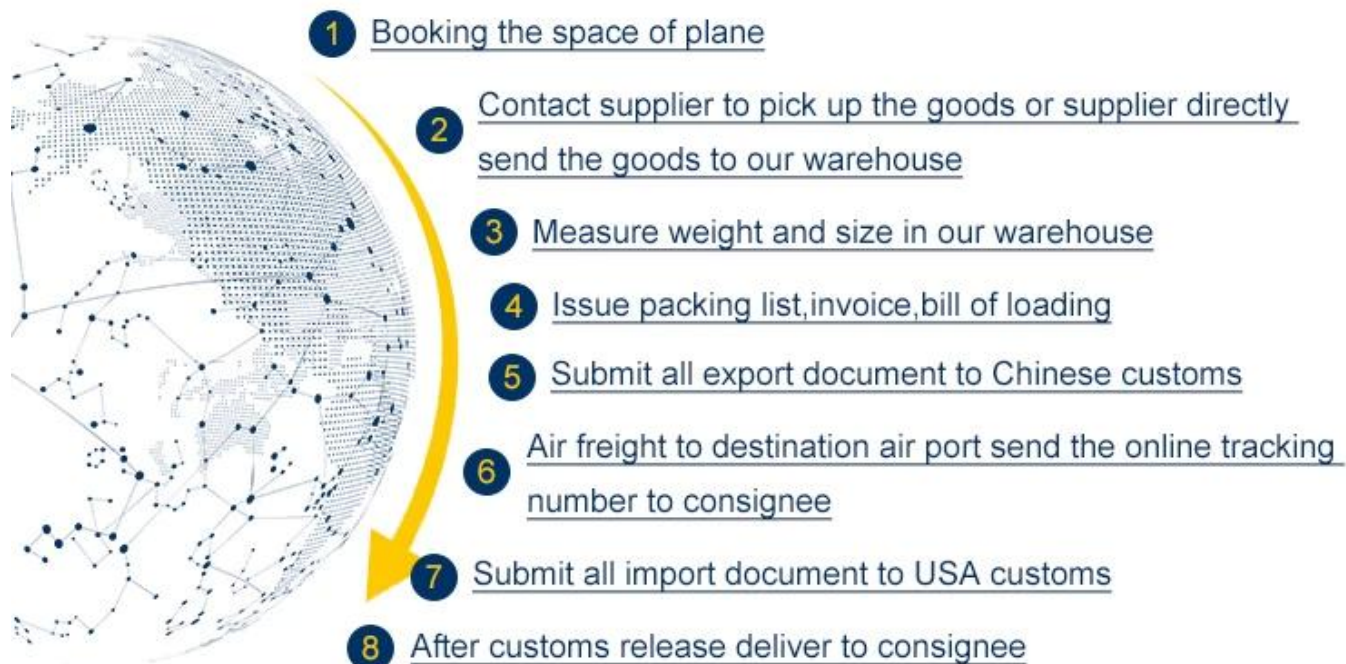 1 Booking the space of plane
2 Contact supplier to pick up the goods or supplier directly
send the goods to our warehouse
3 Measure weight and size in our warehouse
4 Issue packing list,invoice,bill of loading
5 Submit all export document to Chinese customs
6 Air freight to destination air port send the online tracking
number to consignee
7 Submit all import document to USA customs
8 After customs release deliver to consignee